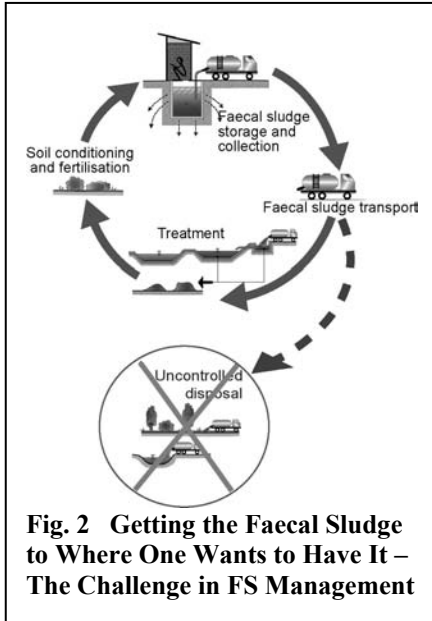 Faecal sludge
storage and
collection
Soil conditioning
and fertilisation
Faecal sludge transport
Treatment
Uncontrolled
disposal
Fig. 2 Getting the Faecal Sludge
to Where One Wants to Have It –
The Challenge in FS Management